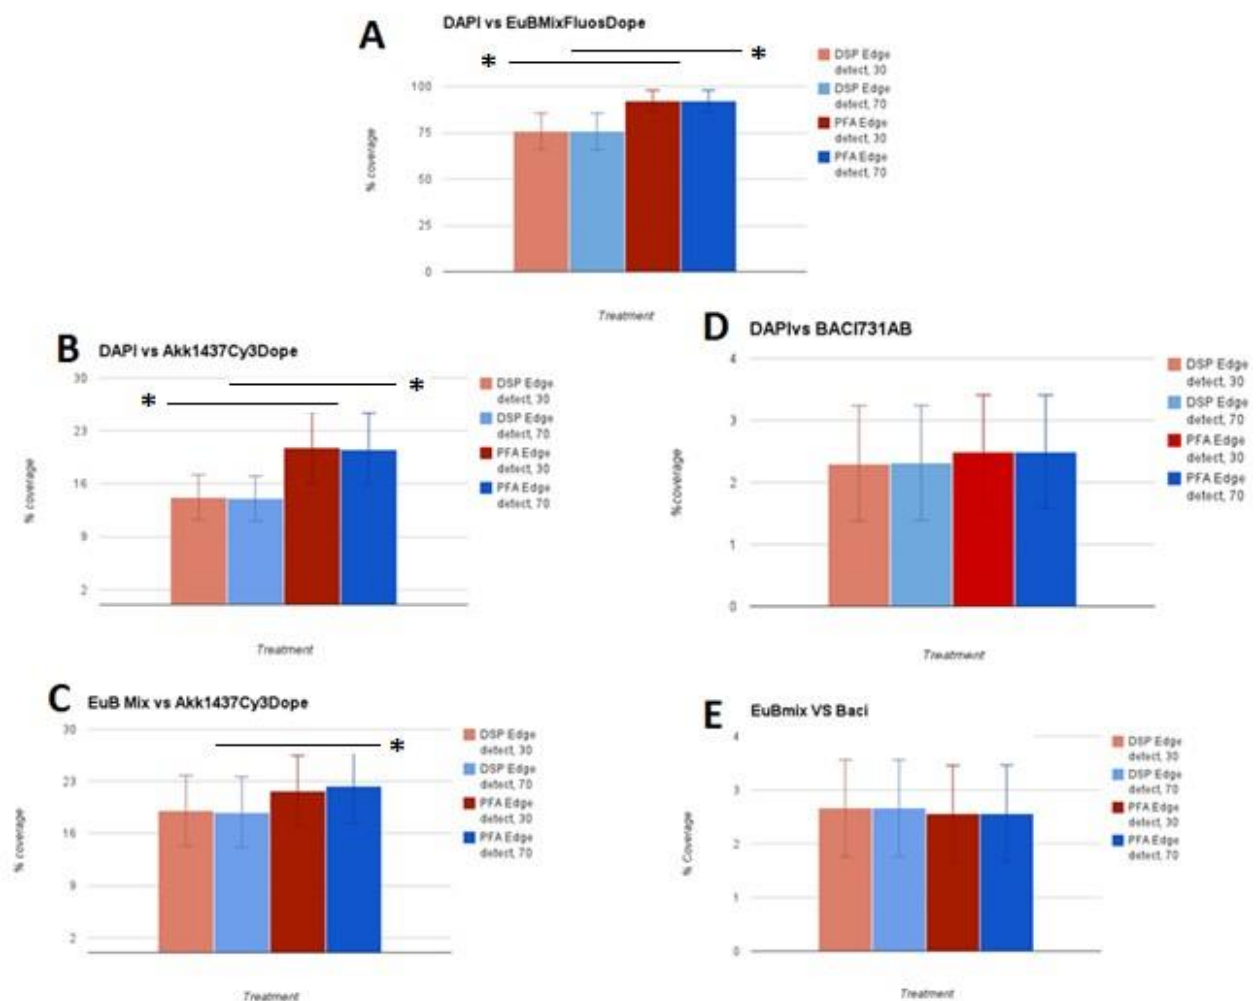 A
DAPI vs EuBMixFluosDope
*
*
100
75
50
25
0
% coverage
Treatment
DSP Edge
detect, 30
DSP Edge
detect, 70
PFA Edge
detect, 30
PFA Edge
detect, 70
B
DAPI vs Akk1437Cy3Dope
*
*
30
23
16
9
2
% coverage
Treatment
DSP Edge
detect, 30
DSP Edge
detect, 70
PFA Edge
detect, 30
PFA Edge
detect, 70
D
DAPIvs BACI731AB
4
3
2
1
0
%coverage
Treatment
DSP Edge
detect, 30
DSP Edge
detect, 70
PFA Edge
detect, 30
PFA Edge
detect, 70
C
EuB Mix vs Akk1437Cy3Dope
*
30
23
16
9
2
% coverage
Treatment
DSP Edge
detect, 30
DSP Edge
detect, 70
PFA Edge
detect, 30
PFA Edge
detect, 70
E
EuBmix VS Baci
4
3
2
1
0
% Coverage
Treatment
DSP Edge
detect, 30
DSP Edge
detect, 70
PFA Edge
detect, 30
PFA Edge
detect, 70